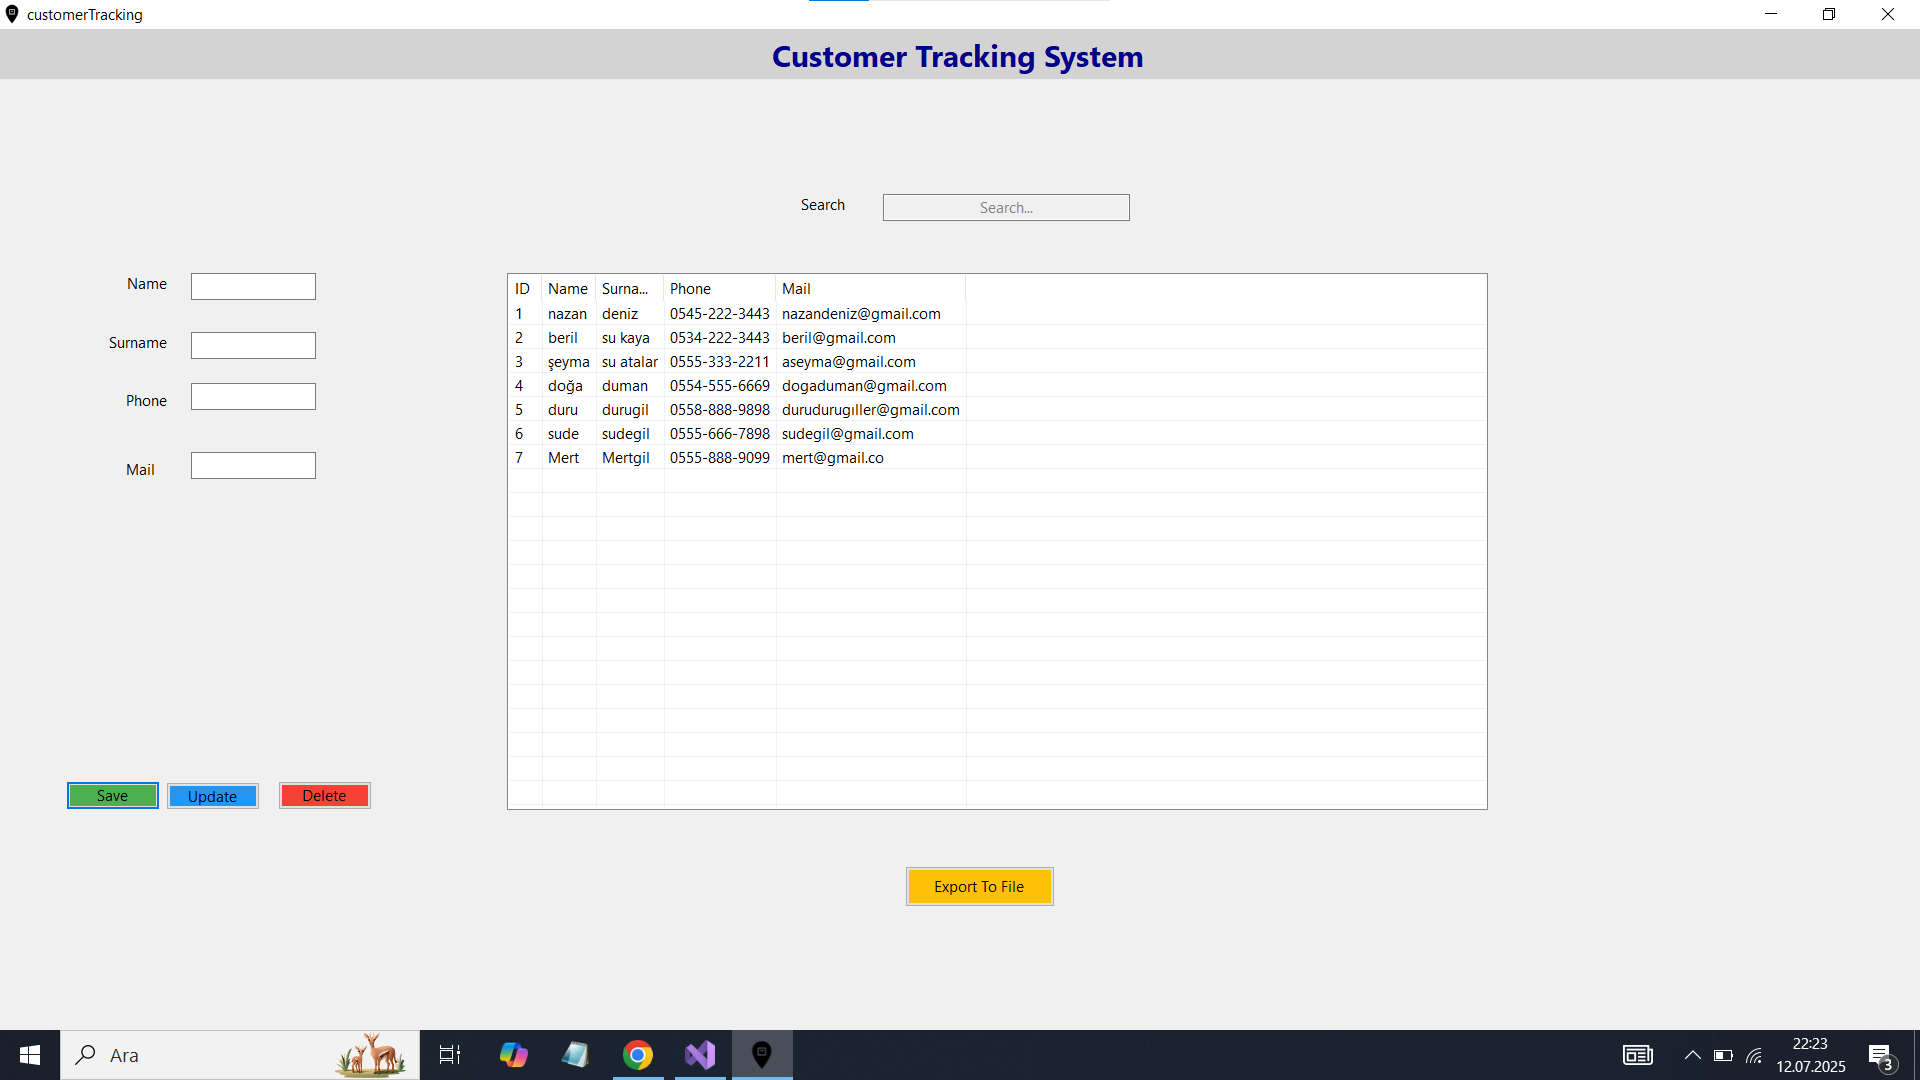 customerTracking
Customer Tracking System
Search Search...
Name
Surname
Phone
Mail
ID Name Surna... Phone Mail
1 nazan deniz 0545-222-3443 nazandeniz@gmail.com
2 beril su kaya 0534-222-3443 beril@gmail.com
3 şeyma su atalar 0555-333-2211 aseyma@gmail.com
4 doğa duman 0554-555-6669 dogaduman@gmail.com
5 duru durugil 0558-888-9898 durudurugıller@gmail.com
6 sude sudegil 0555-666-7898 sudegil@gmail.com
7 Mert Mertgil 0555-888-9099 mert@gmail.co
Save Update Delete
Export To File
Ara
22:23
12.07.2025
3